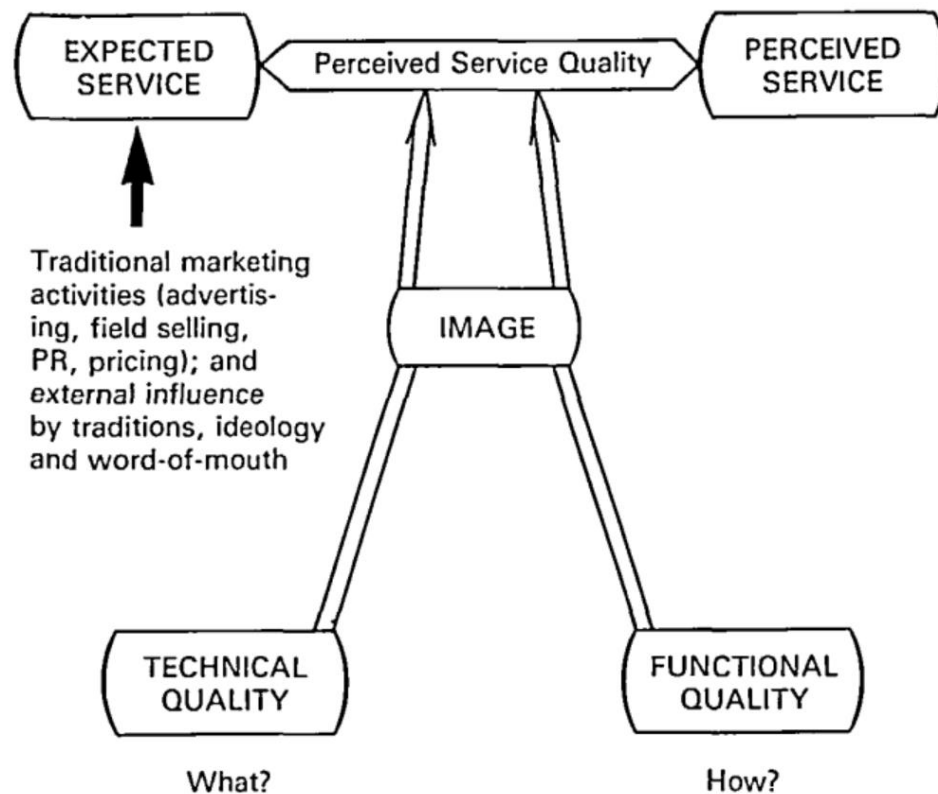 EXPECTED
SERVICE
Perceived Service Quality
PERCEIVED
SERVICE
Traditional marketing
activities (advertis-
ing, field selling,
PR, pricing); and
external influence
by traditions, ideology
and word-of-mouth
IMAGE
TECHNICAL
QUALITY
FUNCTIONAL
QUALITY
What?
How?